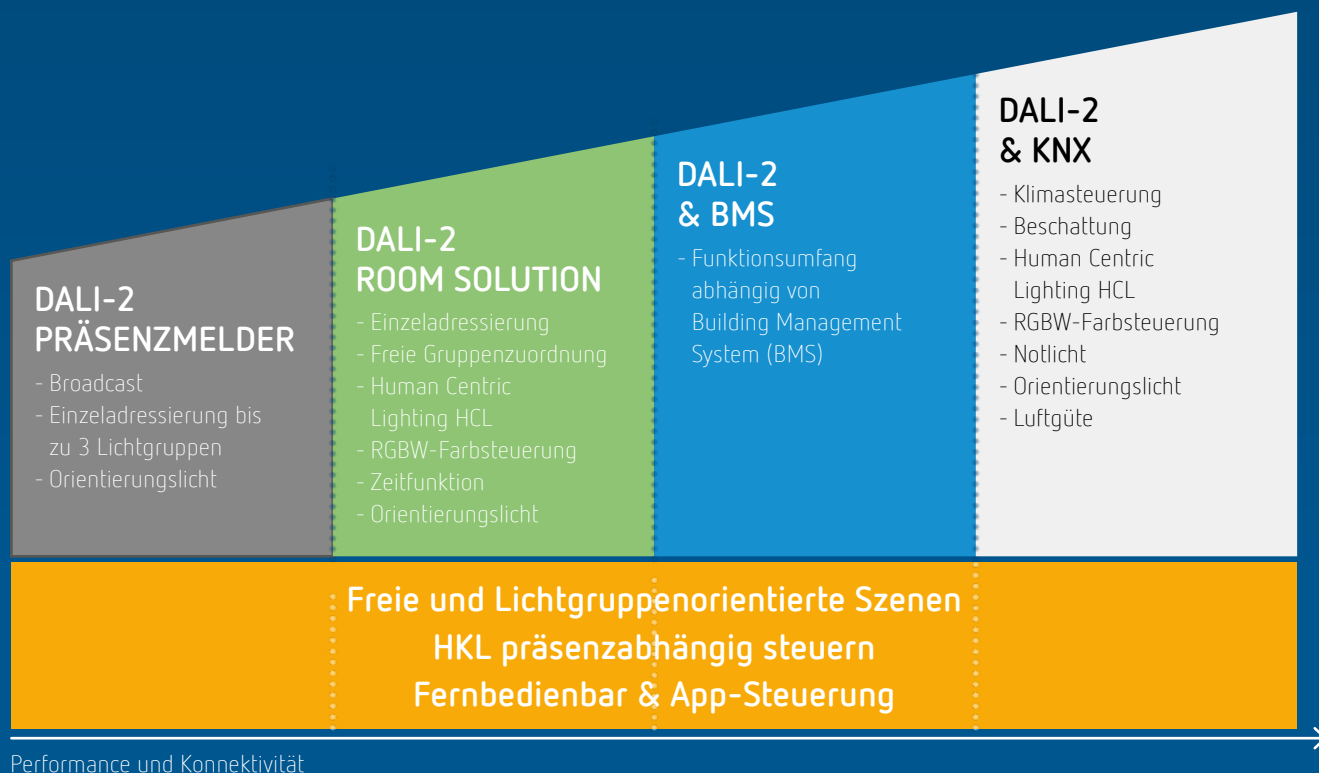 DALI-2
PRÄSENZMELDER
- Broadcast
- Einzeladressierung bis
zu 3 Lichtgruppen
- Orientierungslicht
DALI-2
ROOM SOLUTION
- Einzeladressierung
- Freie Gruppenzuordnung
- Human Centric
Lighting HCL
- RGBW-Farbsteuerung
- Zeitfunktion
- Orientierungslicht
DALI-2
& BMS
- Funktionsumfang
abhängig von
Building Management
System (BMS)
DALI-2
& KNX
- Klimasteuerung
- Beschattung
- Human Centric
Lighting HCL
- RGBW-Farbsteuerung
- Notlicht
- Orientierungslicht
- Luftgüte
Freie und Lichtgruppenorientierte Szenen
HKL präsenzabhängig steuern
Fernbedienbar & App-Steuerung
Performance und Konnektivität